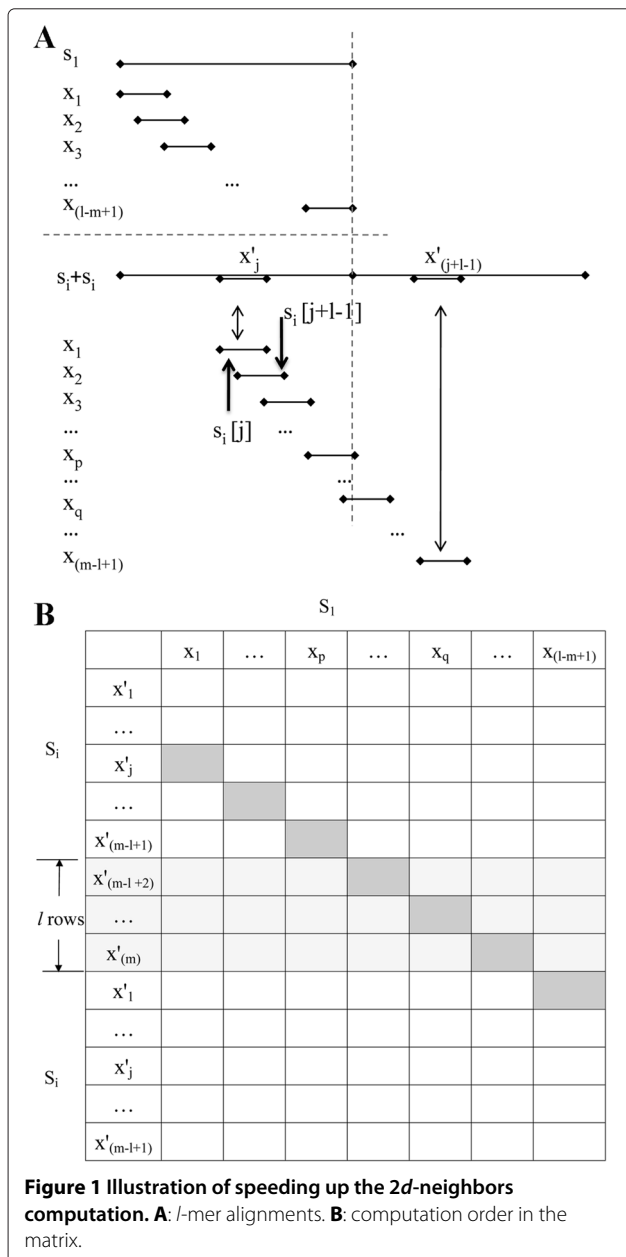 A
s1
x1
x2
x3
... ...
x(l-m+1)
x'j x'(j+l-1)
si+si
si[j+l-1]
x1
x2
x3
si[j]
... ...
xp
... ...
xq
... ...
x(m-l+1)
B
S1
x1 … xp … xq … x(l-m+1)
x'1
…
Si
x'j
…
x'(m-l+1)
x'(m-l+2)
l rows
…
x'(m)
x'1
…
Si
x'j
…
x'(m-l+1)
Figure 1 Illustration of speeding up the 2d-neighbors
computation. A: l-mer alignments. B: computation order in the
matrix.